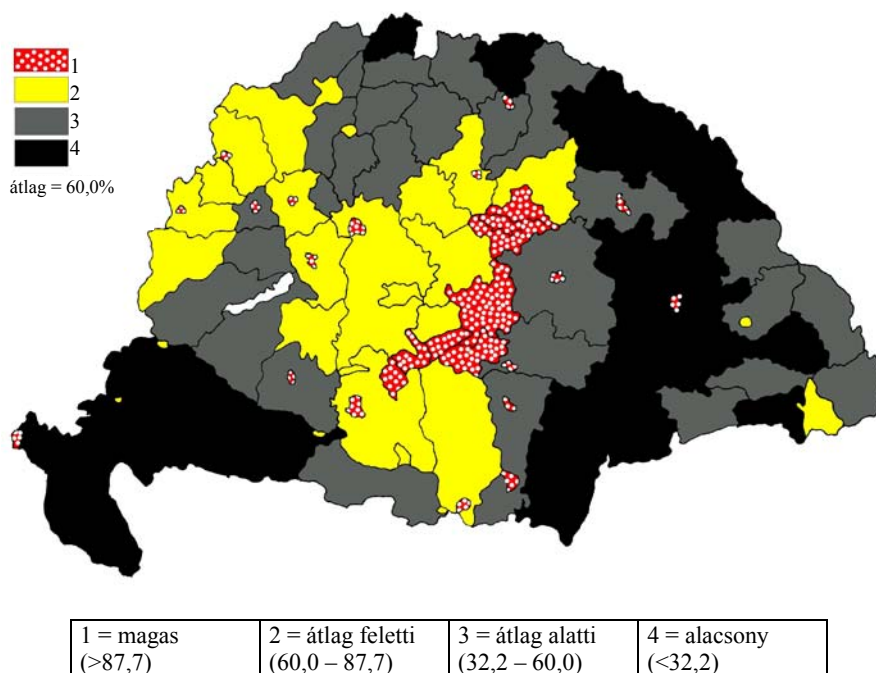 1
2
3
4
átlag = 60,0%
1 = magas 2 = átlag feletti 3 = átlag alatti 4 = alacsony
(>87,7) (60,0 – 87,7) (32,2 – 60,0) (<32,2)